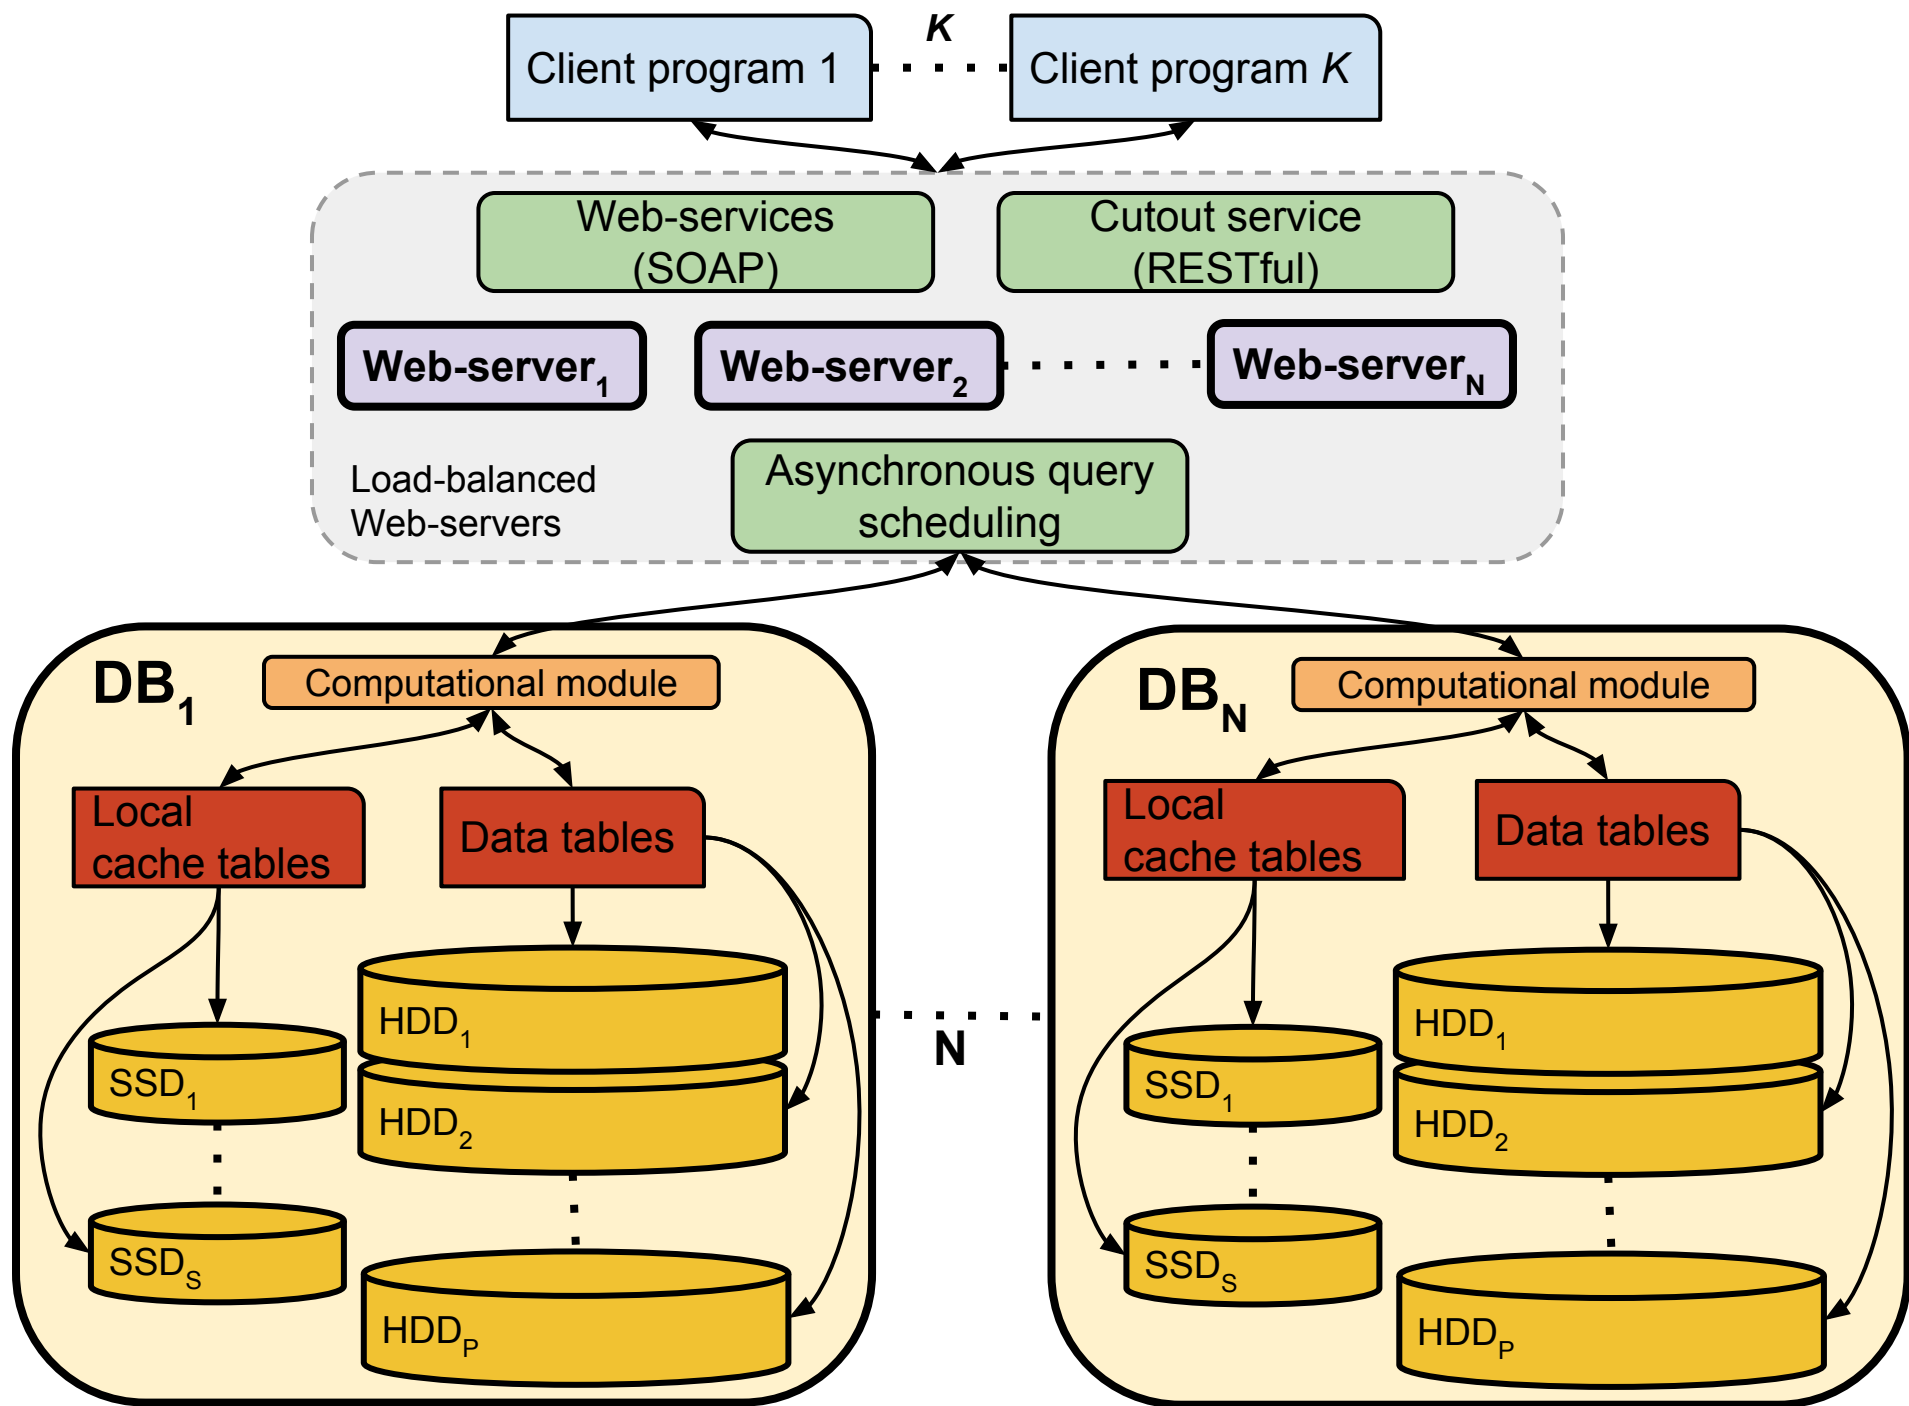 K
Client program 1
Client program K
Web-services
(SOAP)
Cutout service
(RESTful)
Web-server1
Web-server2
Web-serverN
Load-balanced
Web-servers
Asynchronous query
scheduling
DB1
Computational module
Local
cache tables
Data tables
HDD1
SSD1
HDD2
SSDS
HDDP
N
DBN
Computational module
Local
cache tables
Data tables
HDD1
SSD1
HDD2
SSDS
HDDP